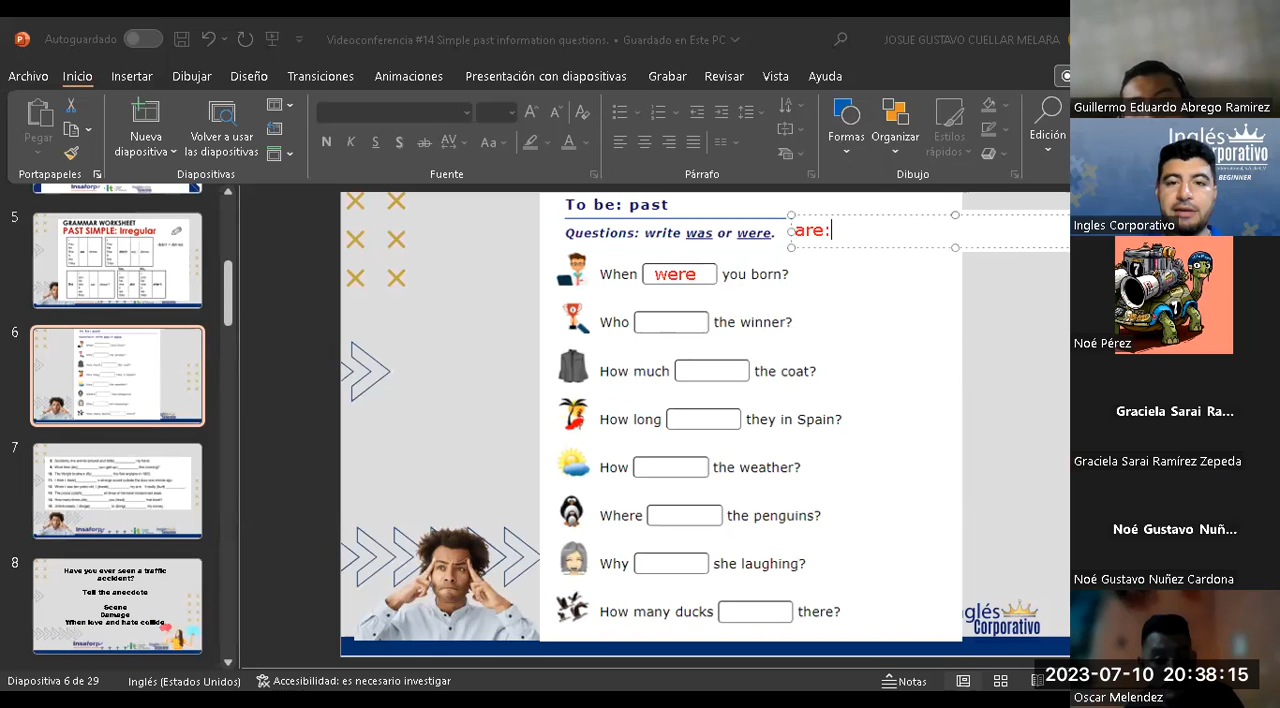 Autoguardado
Videoconferencia #14 Simple past information questions. • Guardado en Este PC
JOSUE GUSTAVO CUELLAR MELARA
Archivo Inicio Insertar Dibujar Diseño Transiciones Animaciones Presentación con diapositivas Grabar Revisar Vista Ayuda
Pegar
Nueva diapositiva
Volver a usar las diapositivas
N K S S ab AV Aa A
Formas
Organizar
Estilos rápidos
Edición
Portapapeles
Diapositivas
Fuente
Párrafo
Dibujo
5
GRAMMAR WORKSHEET
PAST SIMPLE: Irregular
6
7
8
Have you ever seen a traffic
accident?
Tell the anecdote
Scene
Damage
When love and hate collide
To be: past
Questions: write was or were.
are:
When were you born?
Who the winner?
How much the coat?
How long they in Spain?
How the weather?
Where the penguins?
Why she laughing?
How many ducks there?
Inglés
Corporativo
Diapositiva 6 de 29
Inglés (Estados Unidos)
Accesibilidad: es necesario investigar
Notas
Guillermo Eduardo Abrego Ramirez
Inglés
Corporativo
BEGINNER
Ingles Corporativo
Noé Pérez
Graciela Sarai Ra...
Graciela Sarai Ramírez Zepeda
Noé Gustavo Nuñ...
Noé Gustavo Nuñez Cardona
2023-07-10 20:38:15
Oscar Melendez